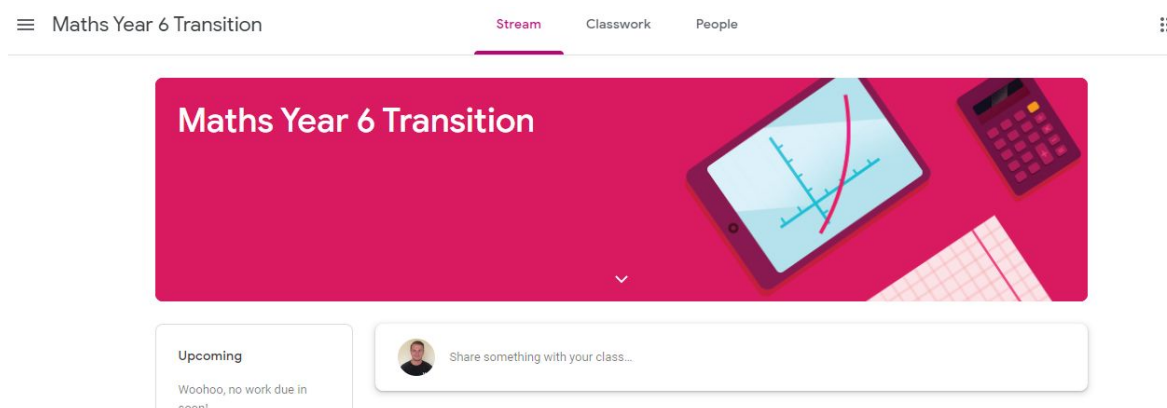 Maths Year 6 Transition
Stream
Classwork
People
Maths Year 6 Transition
Upcoming
Woohoo, no work due in
soon!
Share something with your class...